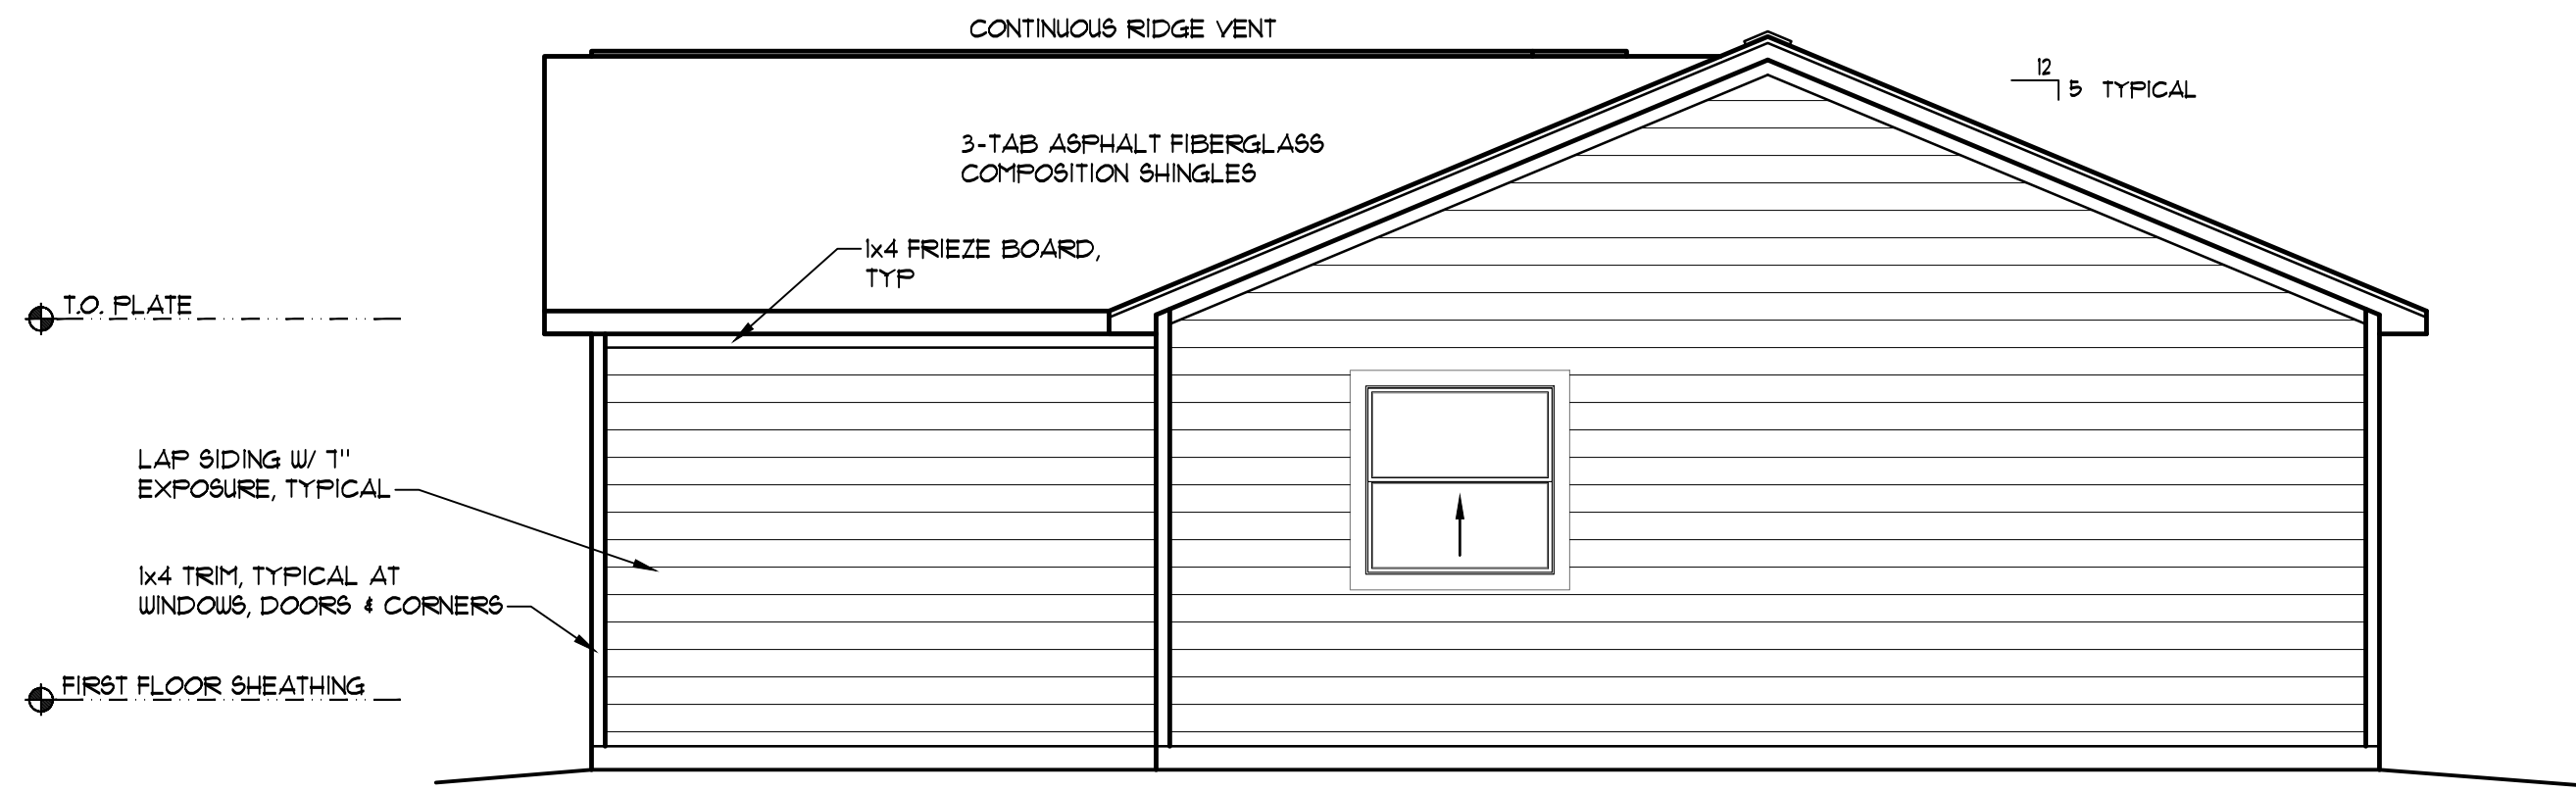 CONTINUOUS RIDGE VENT
12
5 TYPICAL
3-TAB ASPHALT FIBERGLASS
COMPOSITION SHINGLES
1x4 FRIEZE BOARD,
TYP
T.O. PLATE
LAP SIDING W/ 7"
EXPOSURE, TYPICAL
1x4 TRIM, TYPICAL AT
WINDOWS, DOORS & CORNERS
FIRST FLOOR SHEATHING